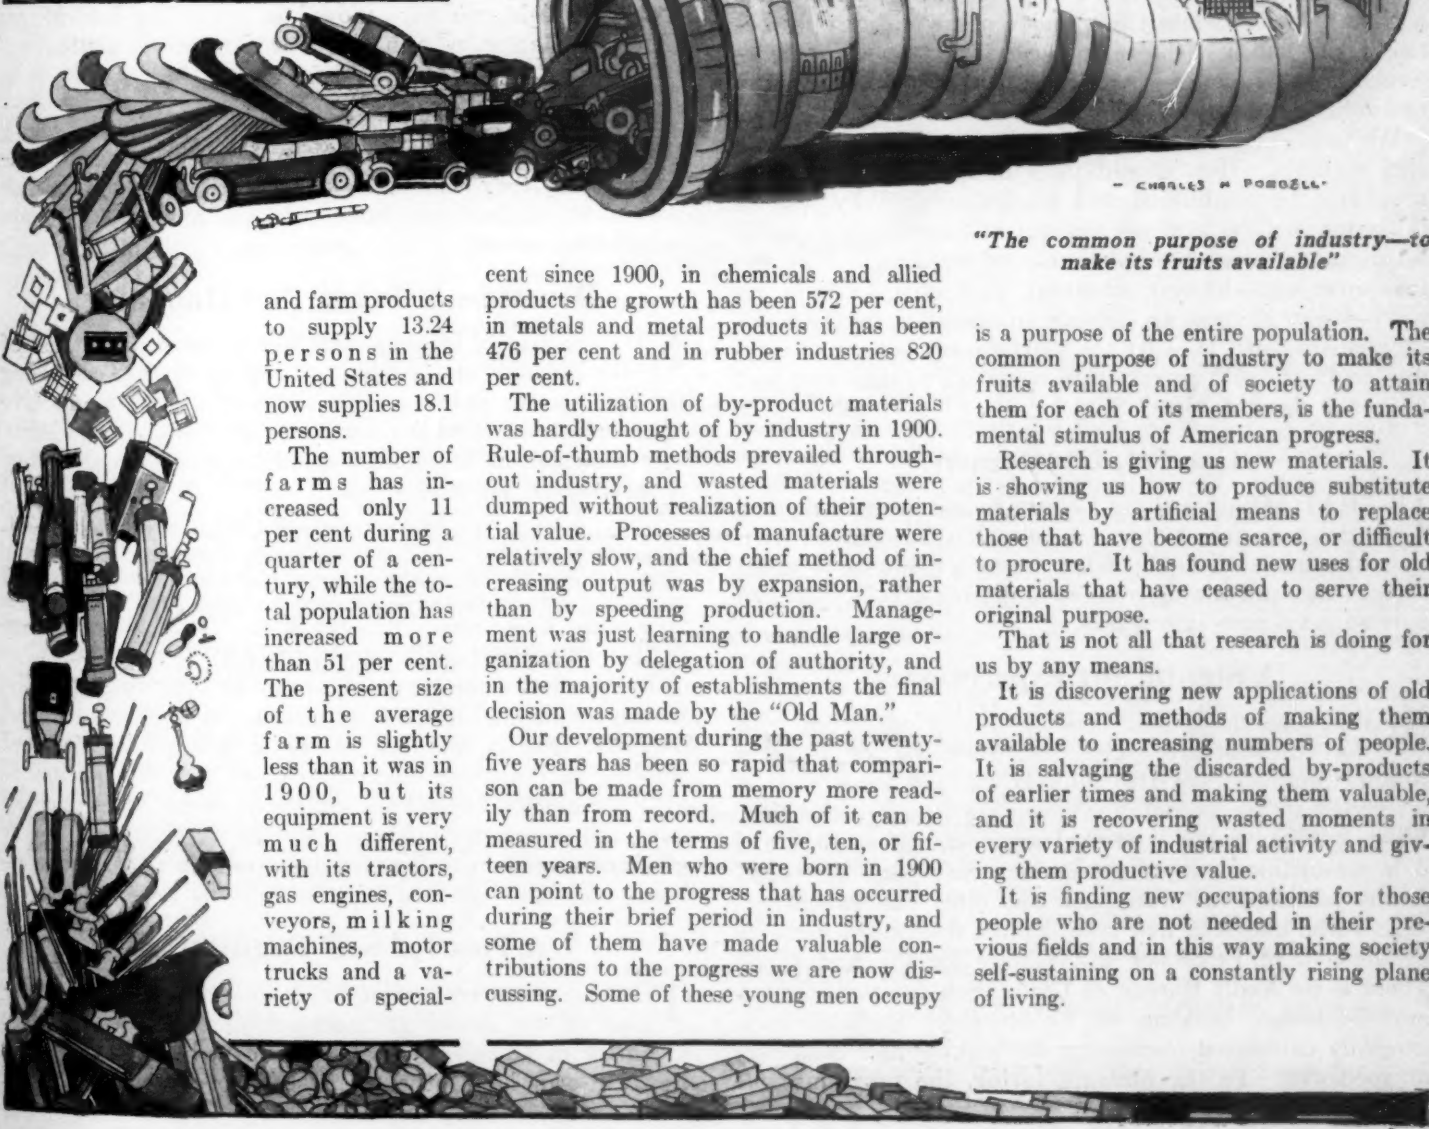 - CHARLES H PORDELL-
and farm products
to supply 13.24
persons in the
United States and
now supplies 18.1
persons.
The number of
farms has in-
creased only 11
per cent during a
quarter of a cen-
tury, while the to-
tal population has
increased more
than 51 per cent.
The present size
of the average
farm is slightly
less than it was in
1900, but its
equipment is very
much different,
with its tractors,
gas engines, con-
veyors, milking
machines, motor
trucks and a va-
riety of special-
cent since 1900, in chemicals and allied
products the growth has been 572 per cent,
in metals and metal products it has been
476 per cent and in rubber industries 820
per cent.
The utilization of by-product materials
was hardly thought of by industry in 1900.
Rule-of-thumb methods prevailed through-
out industry, and wasted materials were
dumped without realization of their poten-
tial value. Processes of manufacture were
relatively slow, and the chief method of in-
creasing output was by expansion, rather
than by speeding production. Manage-
ment was just learning to handle large or-
ganization by delegation of authority, and
in the majority of establishments the final
decision was made by the "Old Man."
Our development during the past twenty-
five years has been so rapid that compari-
son can be made from memory more read-
ily than from record. Much of it can be
measured in the terms of five, ten, or fif-
teen years. Men who were born in 1900
can point to the progress that has occurred
during their brief period in industry, and
some of them have made valuable con-
tributions to the progress we are now dis-
cussing. Some of these young men occupy
"The common purpose of industry—to
make its fruits available"
is a purpose of the entire population. The
common purpose of industry to make its
fruits available and of society to attain
them for each of its members, is the funda-
mental stimulus of American progress.
Research is giving us new materials. It
is showing us how to produce substitute
materials by artificial means to replace
those that have become scarce, or difficult
to procure. It has found new uses for old
materials that have ceased to serve their
original purpose.
That is not all that research is doing for
us by any means.
It is discovering new applications of old
products and methods of making them
available to increasing numbers of people.
It is salvaging the discarded by-products
of earlier times and making them valuable,
and it is recovering wasted moments in
every variety of industrial activity and giv-
ing them productive value.
It is finding new occupations for those
people who are not needed in their pre-
vious fields and in this way making society
self-sustaining on a constantly rising plane
of living.